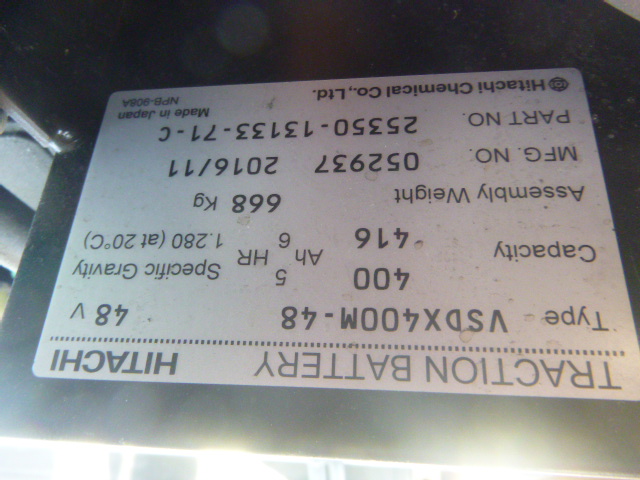 TRACTION BATTERY HITACHI
Type VSDX400M-48 48 V
Capacity 400 Ah 5 HR Specific Gravity
416 6 1.280 (at 20°C)
Assembly Weight 668 Kg
MFG. NO. 052937 2016/11
PART NO. 25350-13133-71-C
Hitachi Chemical Co., Ltd. Made in Japan
NPB-908A